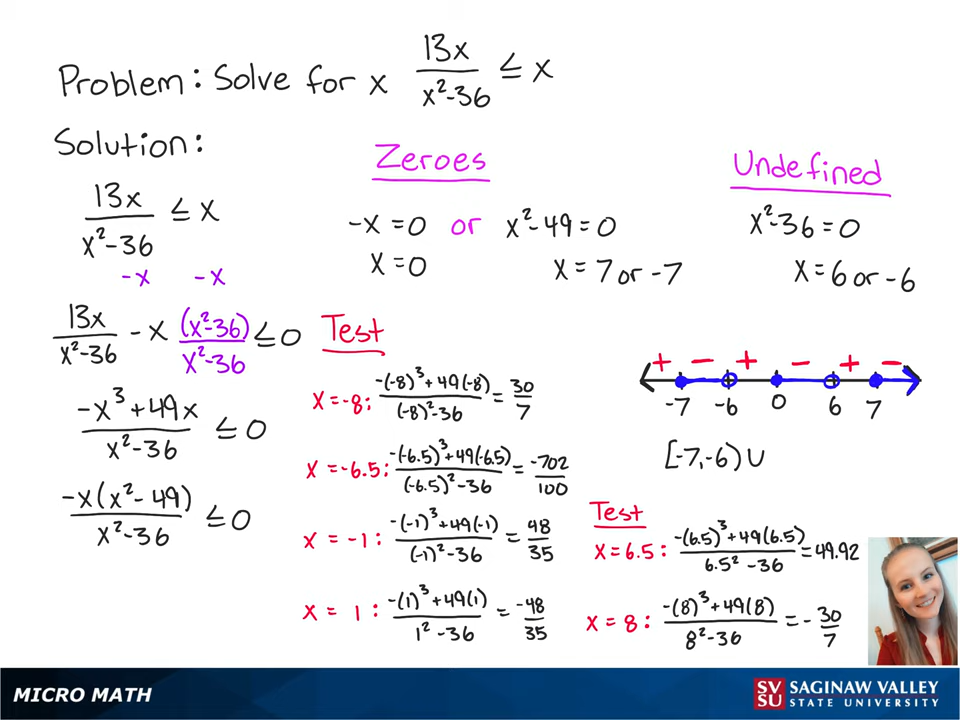 Problem: Solve for x 13x/(x²-36) ≤ x
Solution:
13x/(x²-36) ≤ x
-x -x
13x/(x²-36) - x (x²-36)/(x²-36) ≤ 0
(-x³+49x)/(x²-36) ≤ 0
-x(x²-49)/(x²-36) ≤ 0
Zeroes
-x = 0 or x²-49 = 0
x = 0 x = 7 or -7
Undefined
x²-36 = 0
x = 6 or -6
Test
x = -8: (-(-8)³+49(-8))/((-8)²-36) = 30/7
x = -6.5: (-(-6.5)³+49(-6.5))/((-6.5)²-36) = -702/100
x = -1: (-(-1)³+49(-1))/((-1)²-36) = 48/35
x = 1: (-(1)³+49(1))/(1²-36) = -48/35
+ - + - + -
-7 -6 0 6 7
[-7,-6) ∪
Test
x = 6.5: (-(6.5)³+49(6.5))/(6.5²-36) = 49.92
x = 8: (-(8)³+49(8))/(8²-36) = -30/7
MICRO MATH
SV
SU
SAGINAW VALLEY
STATE UNIVERSITY